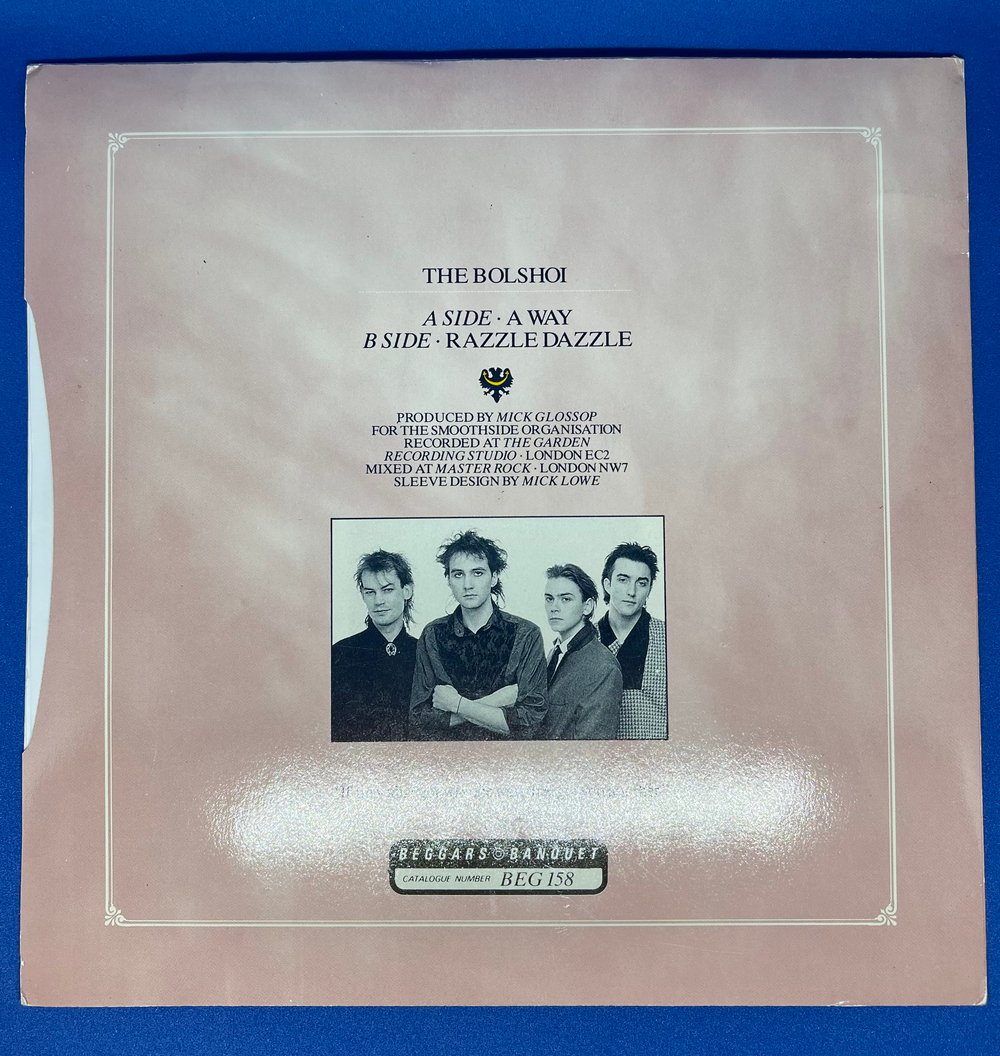 THE BOLSHOI
A SIDE · A WAY
B SIDE · RAZZLE DAZZLE
PRODUCED BY MICK GLOSSOP
FOR THE SMOOTHSIDE ORGANISATION
RECORDED AT THE GARDEN
RECORDING STUDIO · LONDON EC2
MIXED AT MASTER ROCK · LONDON NW7
SLEEVE DESIGN BY MICK LOWE
BEGGARS BANQUET
CATALOGUE NUMBER BEG 158